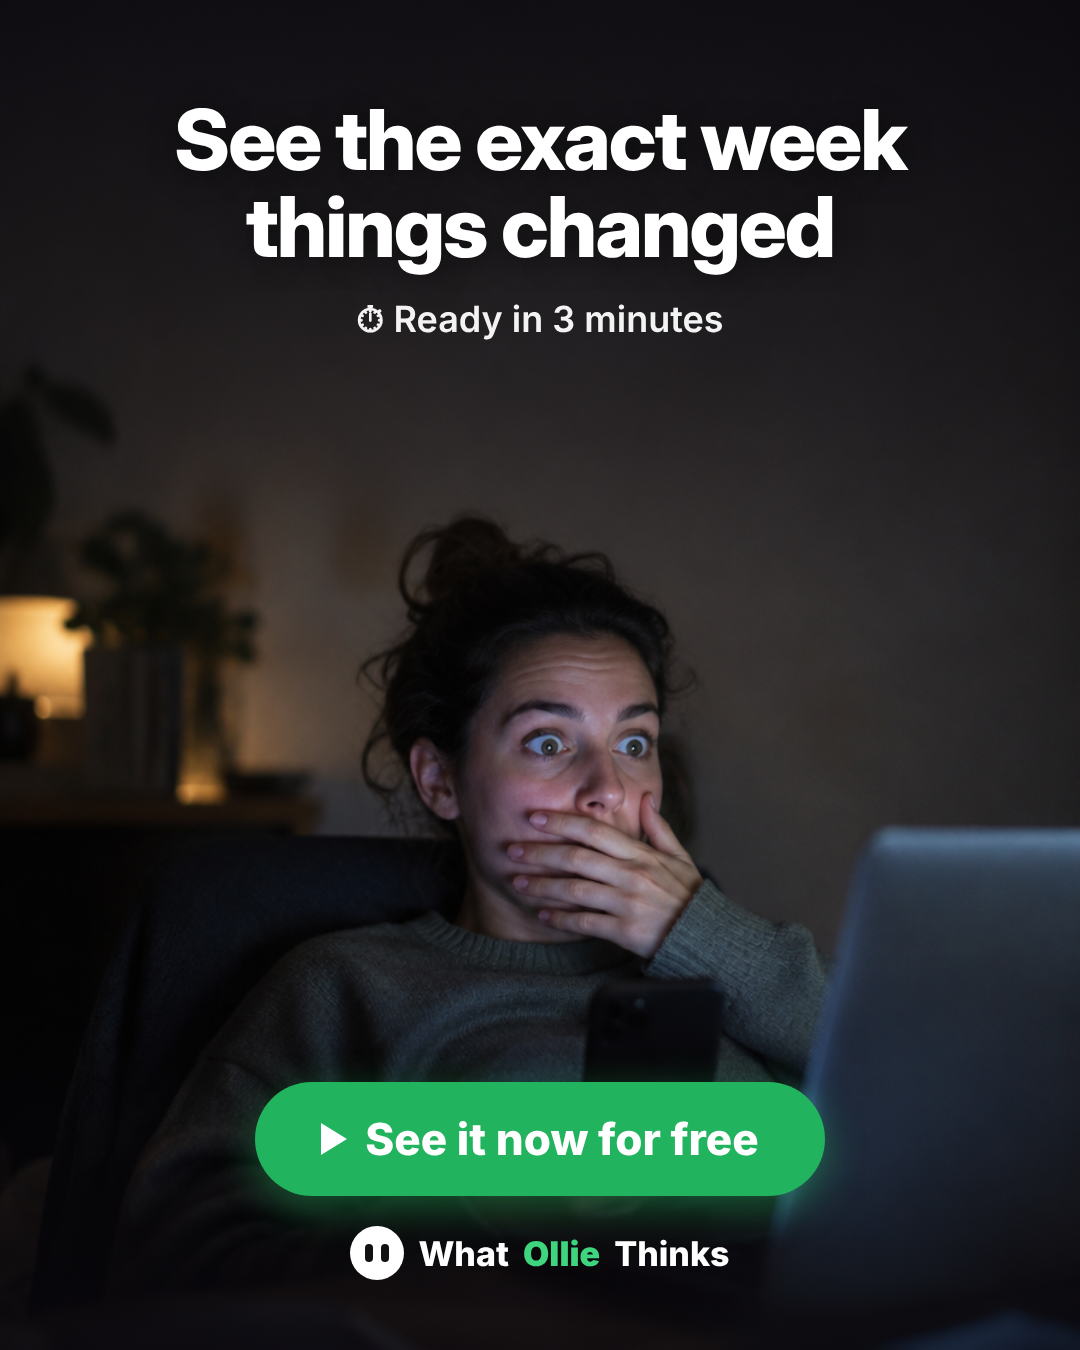 See the exact week
things changed
⏱ Ready in 3 minutes
▶ See it now for free
What Ollie Thinks